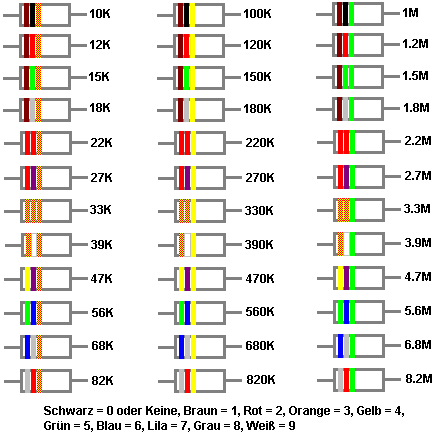 10K 100K 1M
12K 120K 1.2M
15K 150K 1.5M
18K 180K 1.8M
22K 220K 2.2M
27K 270K 2.7M
33K 330K 3.3M
39K 390K 3.9M
47K 470K 4.7M
56K 560K 5.6M
68K 680K 6.8M
82K 820K 8.2M
Schwarz = 0 oder Keine, Braun = 1, Rot = 2, Orange = 3, Gelb = 4,
Grün = 5, Blau = 6, Lila = 7, Grau = 8, Weiß = 9